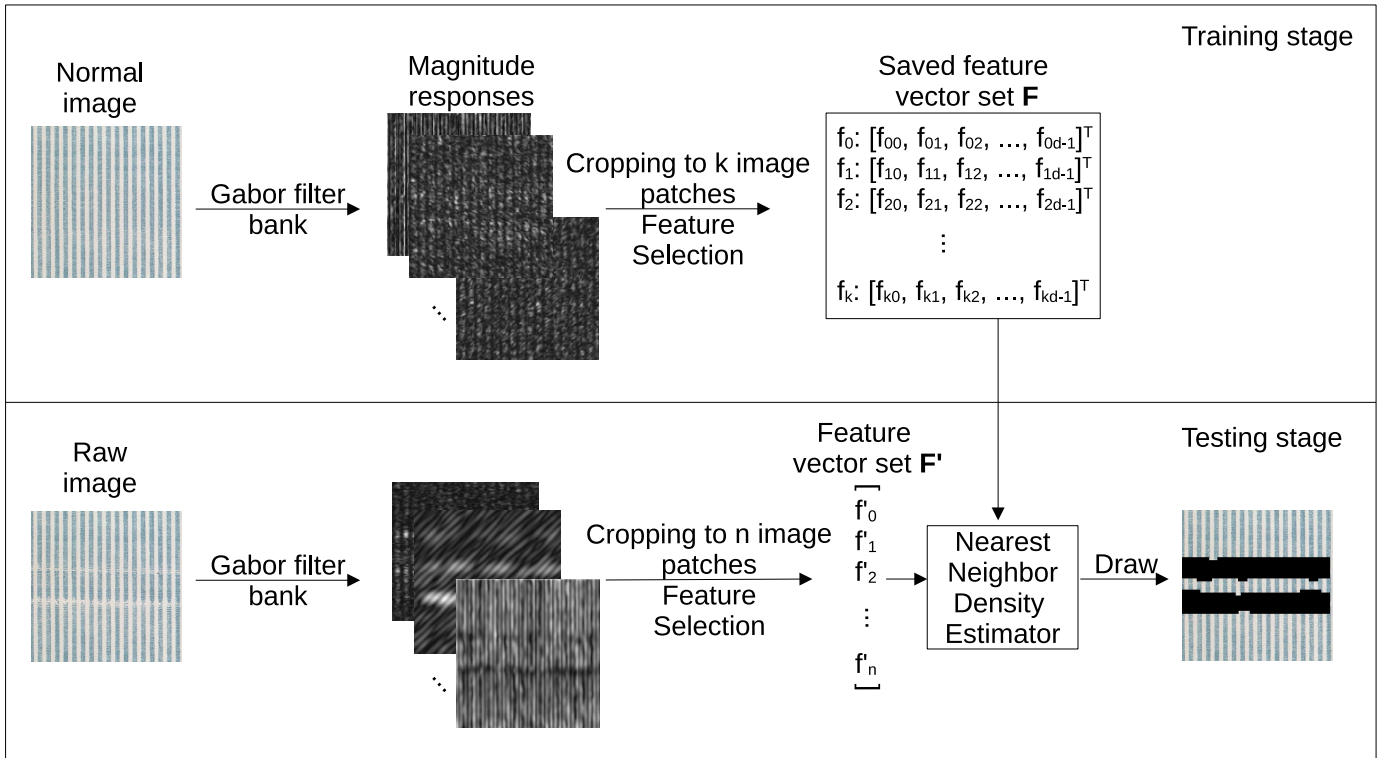 Training stage
Normal
image
Gabor filter
bank
Magnitude
responses
Cropping to k image
patches
Feature
Selection
Saved feature
vector set F
f₀: [f₀₀, f₀₁, f₀₂, ..., f₀d-1]ᵀ
f₁: [f₁₀, f₁₁, f₁₂, ..., f₁d-1]ᵀ
f₂: [f₂₀, f₂₁, f₂₂, ..., f₂d-1]ᵀ
⋮
fₖ: [fₖ₀, fₖ₁, fₖ₂, ..., fₖd-1]ᵀ
Testing stage
Raw
image
Gabor filter
bank
Cropping to n image
patches
Feature
Selection
Feature
vector set F'
f'₀
f'₁
f'₂
⋮
f'ₙ
Nearest
Neighbor
Density
Estimator
Draw